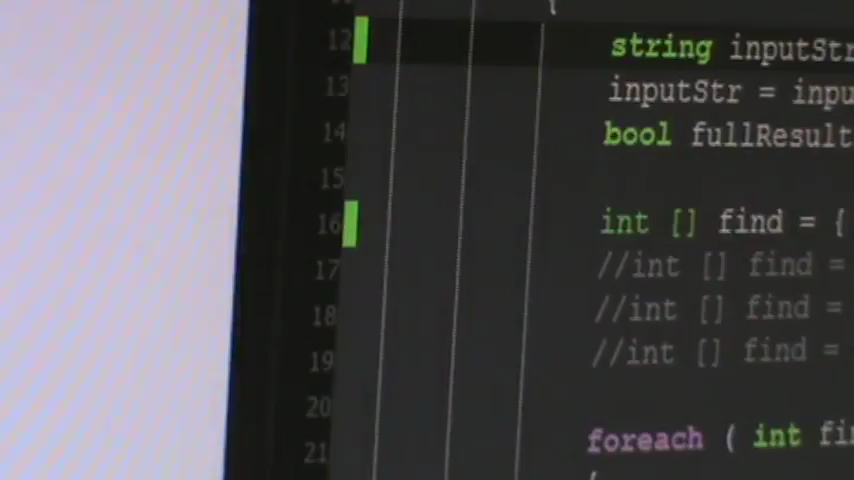 {
12 string inputStr
13 inputStr = inpu
14 bool fullResult
15
16 int [] find = {
17 //int [] find =
18 //int [] find =
19 //int [] find =
20
21 foreach ( int fin